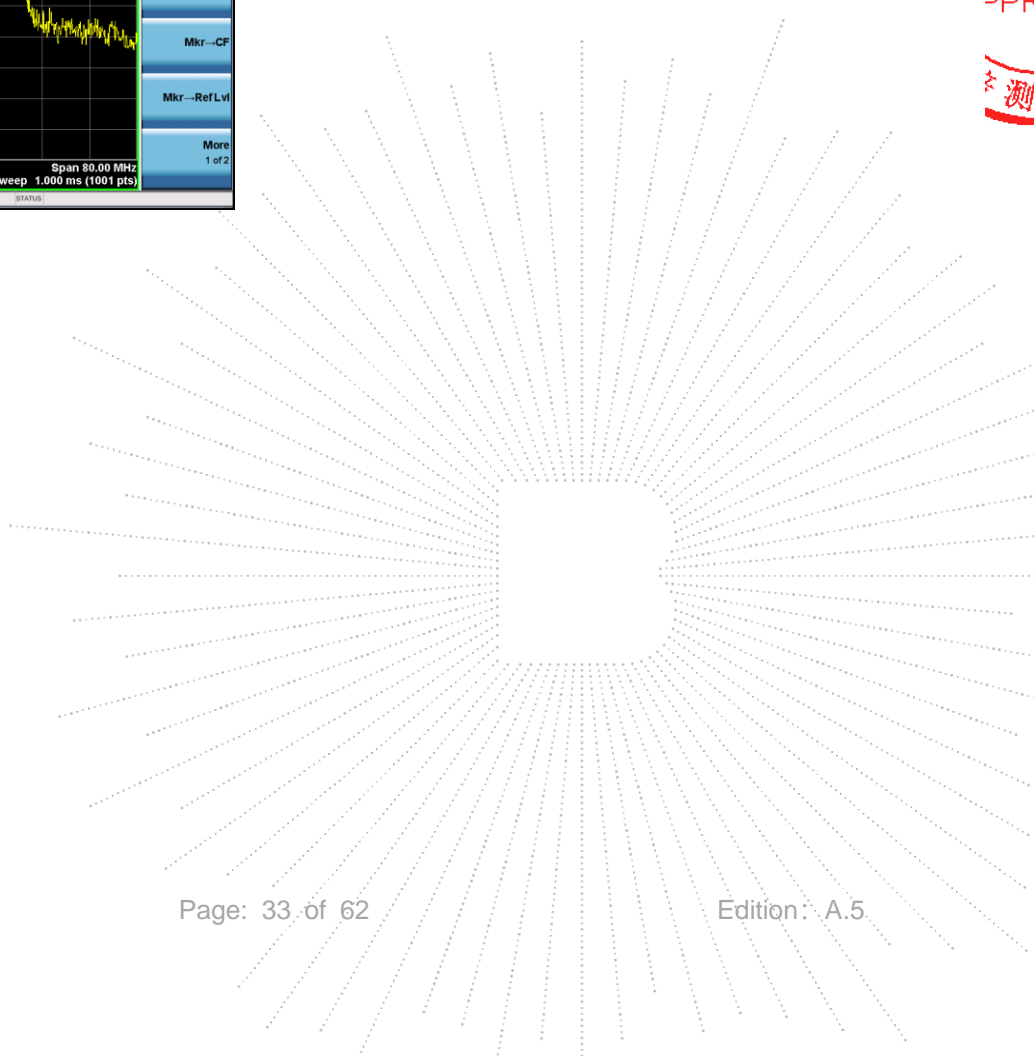 Mkr→CF
Mkr→Ref Lvl
More
1 of 2
Span 80.00 MHz
1.000 ms (1001 pts)
STATUS
测
Page: 33 of 62
Edition: A.5